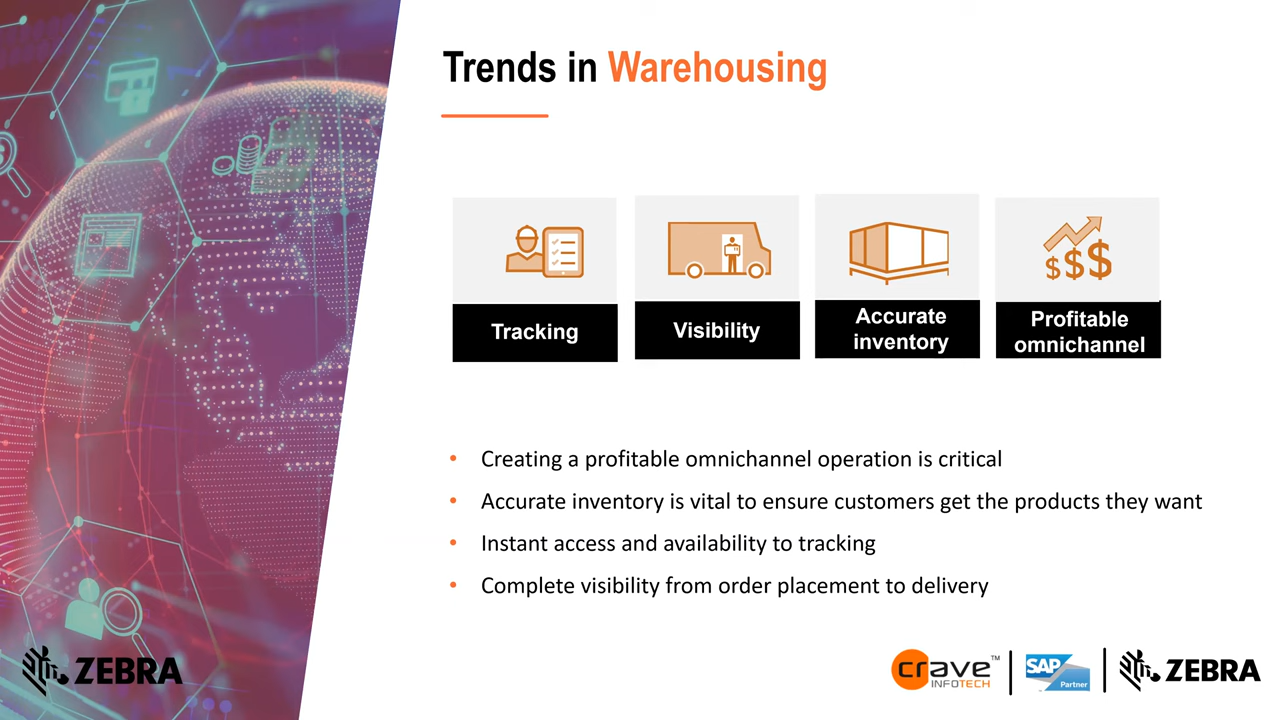 Trends in Warehousing
Tracking
Visibility
Accurate
inventory
Profitable
omnichannel
$$$
• Creating a profitable omnichannel operation is critical
• Accurate inventory is vital to ensure customers get the products they want
• Instant access and availability to tracking
• Complete visibility from order placement to delivery
ZEBRA
crave™
INFOTECH
SAP
Partner
ZEBRA